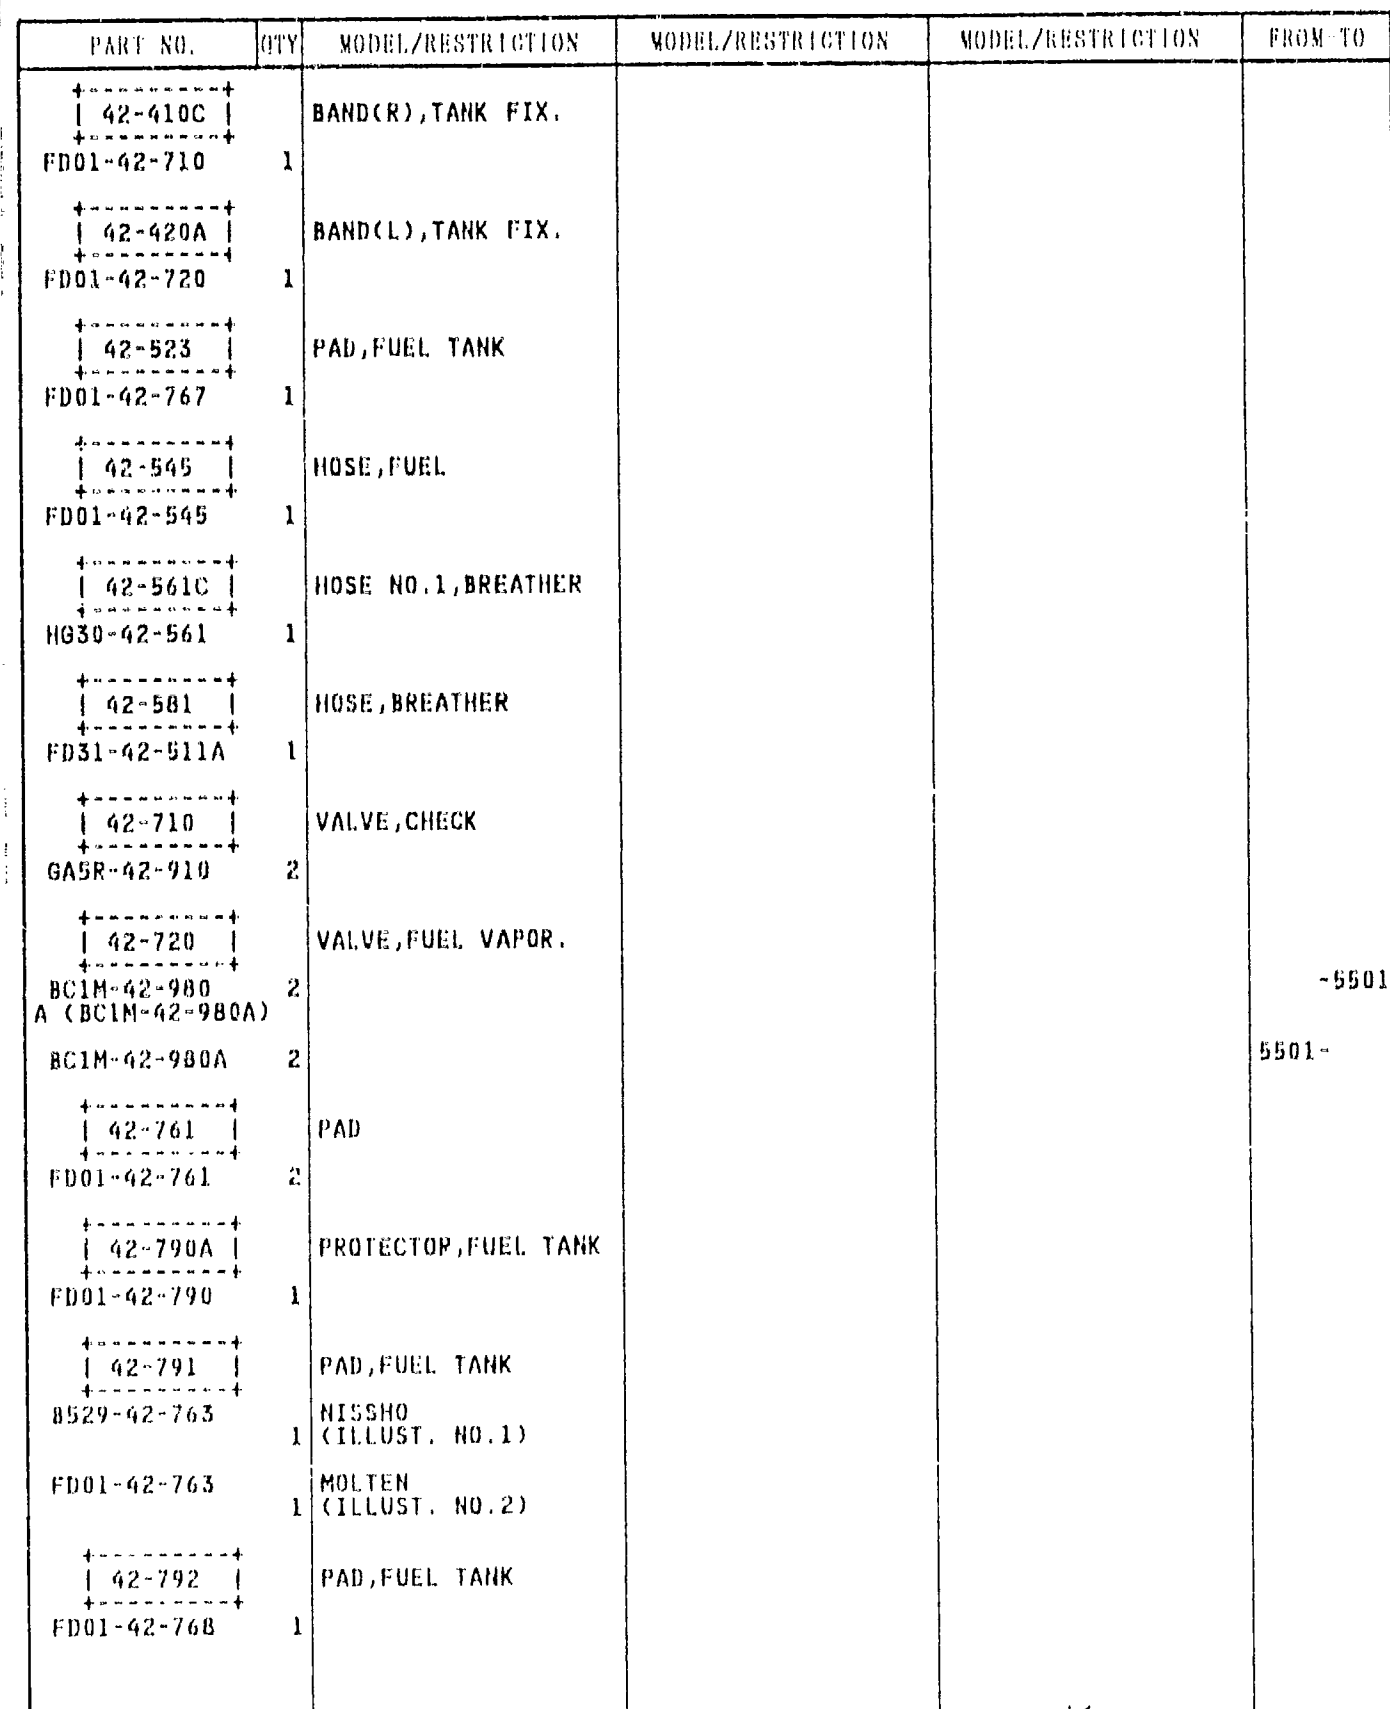 PART NO. QTY MODEL/RESTRICTION MODEL/RESTRICTION MODEL/RESTRICTION FROM-TO
42-410C BAND(R),TANK FIX.
FD01-42-710 1
42-420A BAND(L),TANK FIX.
FD01-42-720 1
42-523 PAD,FUEL TANK
FD01-42-767 1
42-545 HOSE,FUEL
FD01-42-545 1
42-561C HOSE NO.1,BREATHER
HG30-42-561 1
42-581 HOSE,BREATHER
FD31-42-511A 1
42-710 VALVE,CHECK
GA5R-42-910 2
42-720 VALVE,FUEL VAPOR.
BC1M-42-980 2 -5501
A (BC1M-42-980A)
BC1M-42-980A 2 5501-
42-761 PAD
FD01-42-761 2
42-790A PROTECTOR,FUEL TANK
FD01-42-790 1
42-791 PAD,FUEL TANK
8529-42-763 NISSHO
1 (ILLUST. NO.1)
FD01-42-763 MOLTEN
1 (ILLUST. NO.2)
42-792 PAD,FUEL TANK
FD01-42-768 1